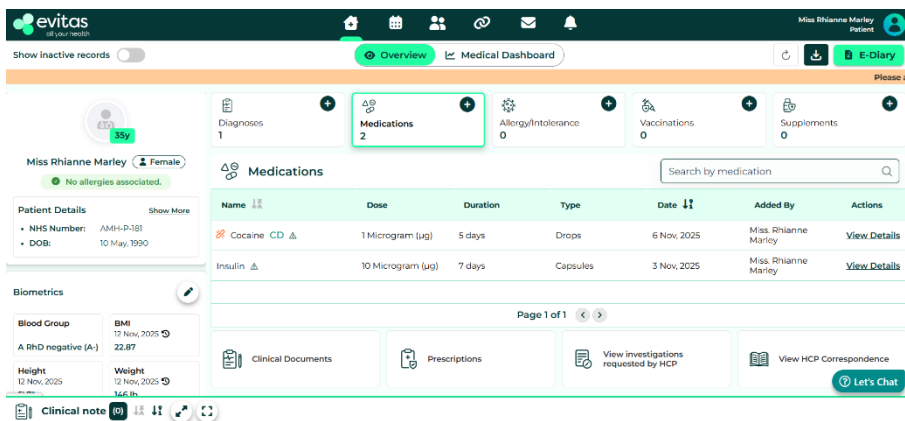 evitas
all your health
Miss Rhianne Marley
Patient
Show inactive records
Overview
Medical Dashboard
E-Diary
Please
35y
Miss Rhianne Marley
Female
No allergies associated.
Patient Details
Show More
• NHS Number: AMH-P-181
• DOB: 10 May, 1990
Biometrics
Blood Group
A RhD negative (A-)
BMI
12 Nov, 2025
22.87
Height
12 Nov, 2025
Weight
12 Nov, 2025
146 lb
Diagnoses
1
Medications
2
Allergy/Intolerance
0
Vaccinations
0
Supplements
0
Medications
Search by medication
Name Dose Duration Type Date Added By Actions
Cocaine CD 1 Microgram (µg) 5 days Drops 6 Nov, 2025 Miss. Rhianne Marley View Details
Insulin 10 Microgram (µg) 7 days Capsules 3 Nov, 2025 Miss. Rhianne Marley View Details
Page 1 of 1
Clinical Documents
Prescriptions
View investigations
requested by HCP
View HCP Correspondence
Let's Chat
Clinical note (0)